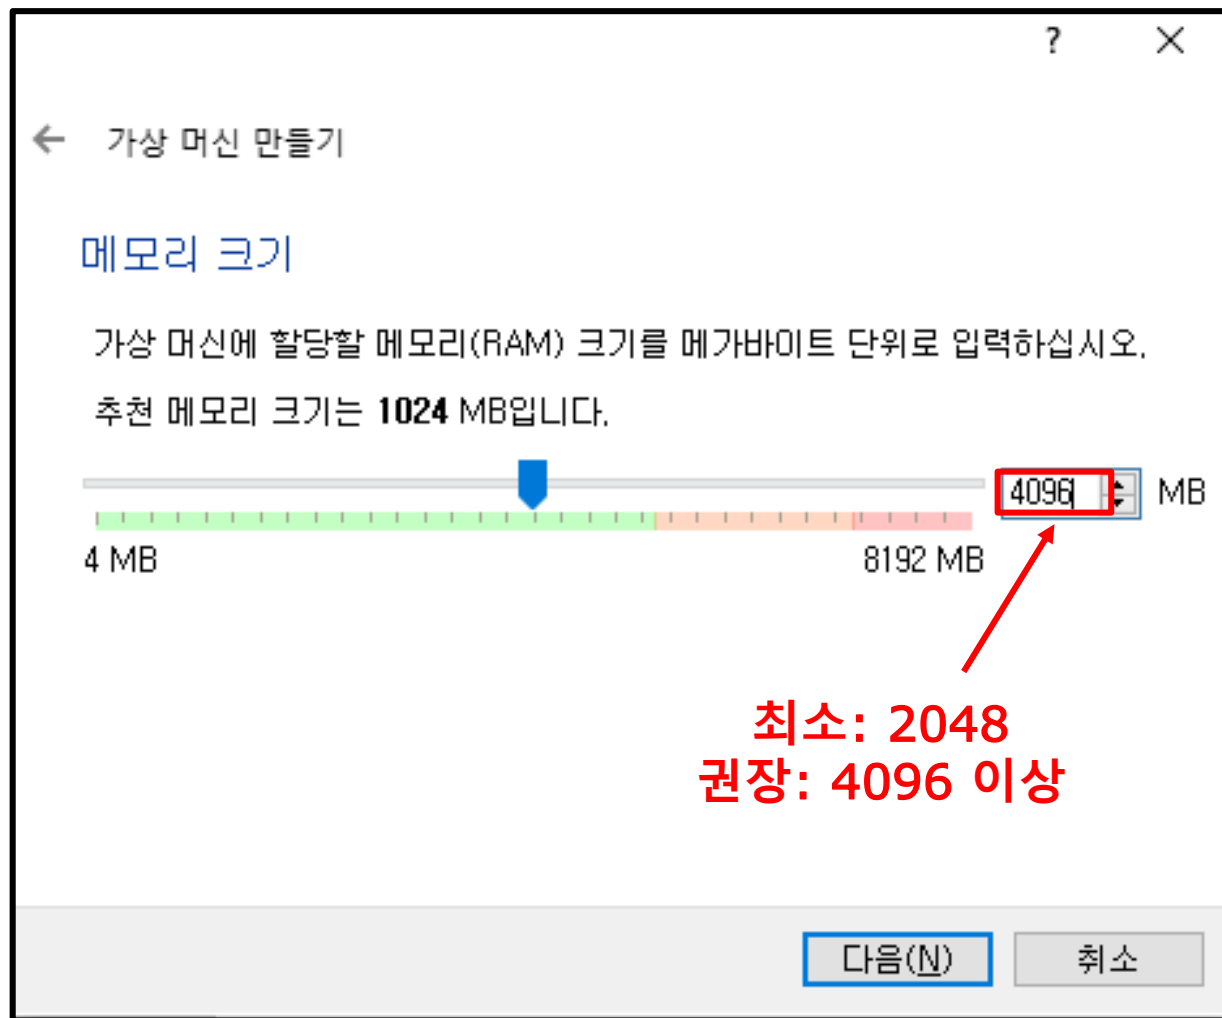 ?
가상 머신 만들기
메모리 크기
가상 머신에 할당할 메모리(RAM) 크기를 메가바이트 단위로 입력하십시오.
추천 메모리 크기는 1024 MB입니다.
4096 MB
4 MB 8192 MB
최소: 2048
권장: 4096 이상
다음(N) 취소